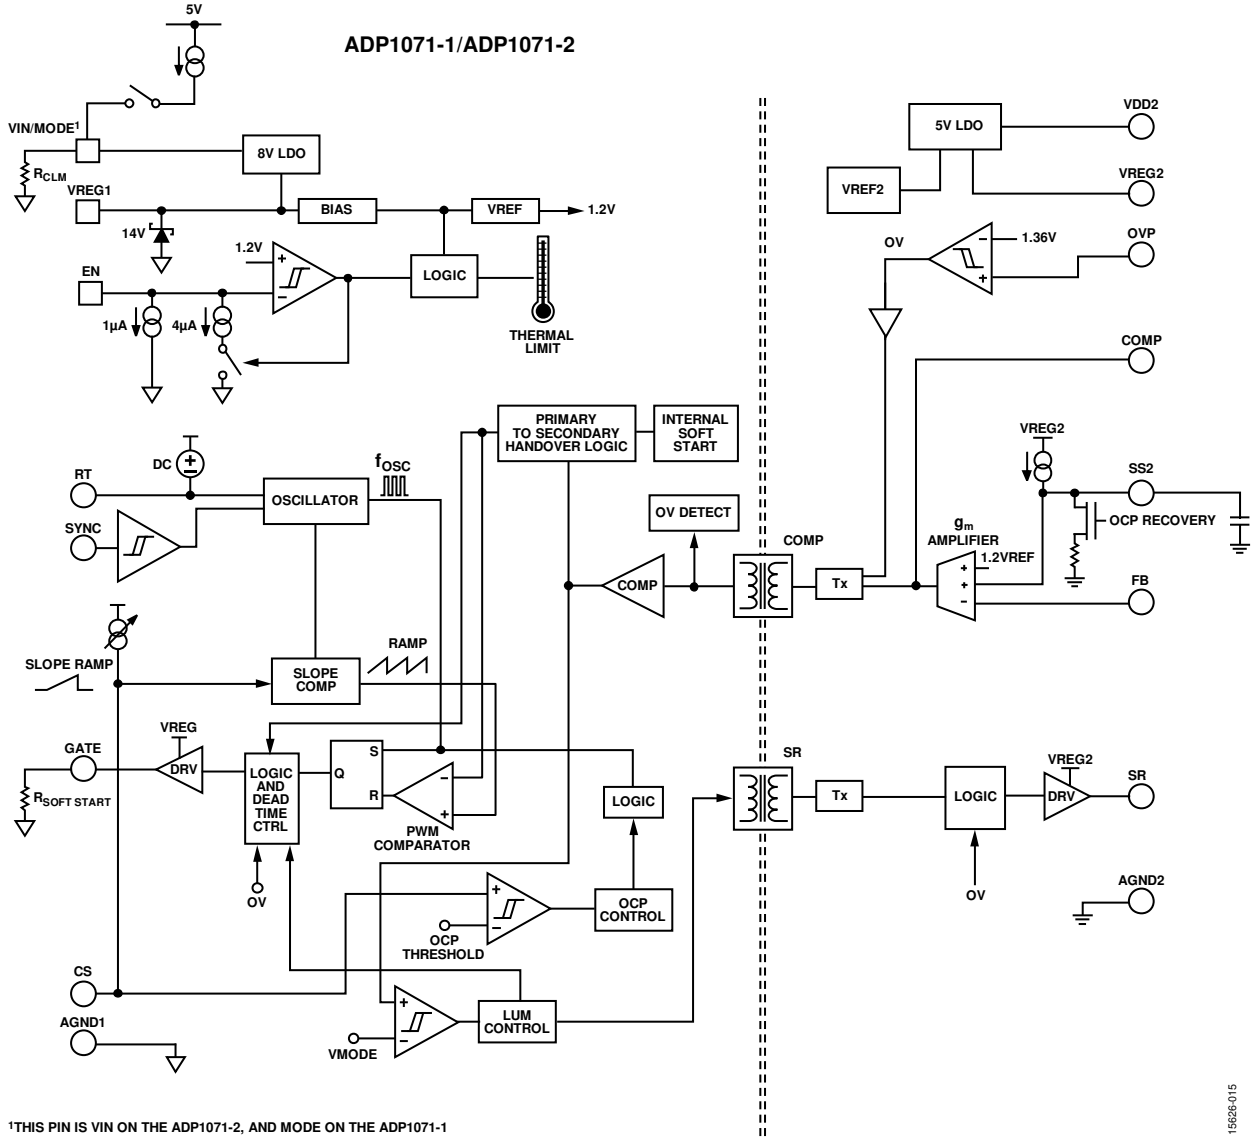 ADP1071-1/ADP1071-2
5V
VIN/MODE1
RCLM
8V LDO
VREG1
BIAS
VREF
1.2V
14V
1.2V
+
−
EN
LOGIC
1µA
4µA
THERMAL
LIMIT
5V LDO
VDD2
VREF2
VREG2
OV
−
1.36V
+
OVP
COMP
PRIMARY
TO SECONDARY
HANDOVER LOGIC
INTERNAL
SOFT
START
RT
DC
+
−
OSCILLATOR
fOSC
SYNC
OV DETECT
COMP
COMP
Tx
gm
AMPLIFIER
1.2VREF
+
+
−
VREG2
SS2
OCP RECOVERY
FB
SLOPE RAMP
SLOPE
COMP
RAMP
GATE
VREG
DRV
RSOFT START
LOGIC
AND
DEAD
TIME
CTRL
OV
Q
S
R
−
+
PWM
COMPARATOR
LOGIC
SR
Tx
LOGIC
OV
VREG2
DRV
SR
AGND2
+
−
OCP
THRESHOLD
OCP
CONTROL
CS
AGND1
+
−
VMODE
LUM
CONTROL
1THIS PIN IS VIN ON THE ADP1071-2, AND MODE ON THE ADP1071-1
15626-015